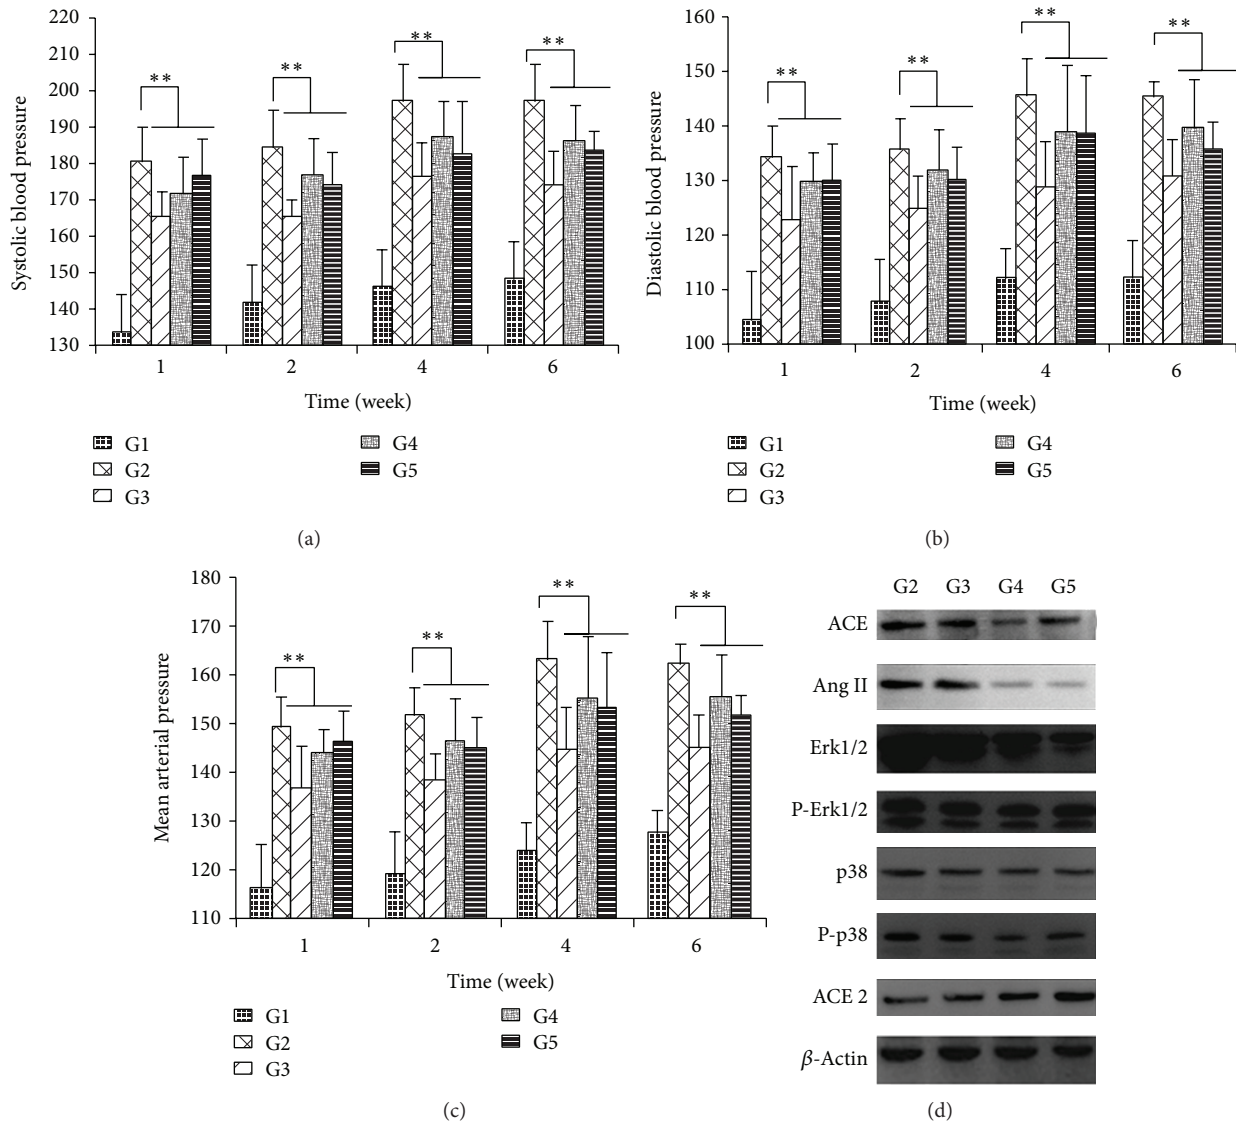 220
210
200
190
180
170
160
150
140
130
Systolic blood pressure
**
**
**
**
1 2 4 6
Time (week)
G1
G2
G3
G4
G5
(a)
160
150
140
130
120
110
100
Diastolic blood pressure
**
**
**
**
1 2 4 6
Time (week)
G1
G2
G3
G4
G5
(b)
180
170
160
150
140
130
120
110
Mean arterial pressure
**
**
**
**
1 2 4 6
Time (week)
G1
G2
G3
G4
G5
(c)
G2 G3 G4 G5
ACE
Ang II
Erk1/2
P-Erk1/2
p38
P-p38
ACE 2
β-Actin
(d)